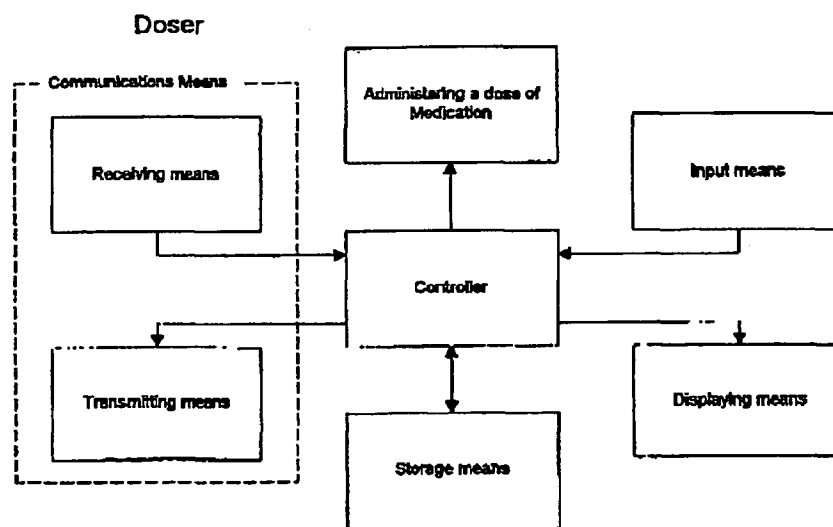 Doser
Communications Means
Administering a dose of
Medication
Receiving means
Input means
Controller
Transmitting means
Displaying means
Storage means